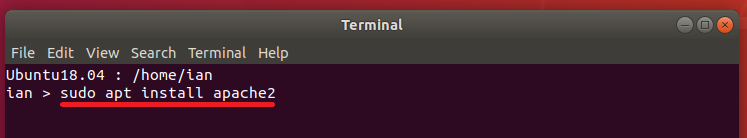 Terminal
File Edit View Search Terminal Help
Ubuntu18.04 : /home/ian
ian > sudo apt install apache2